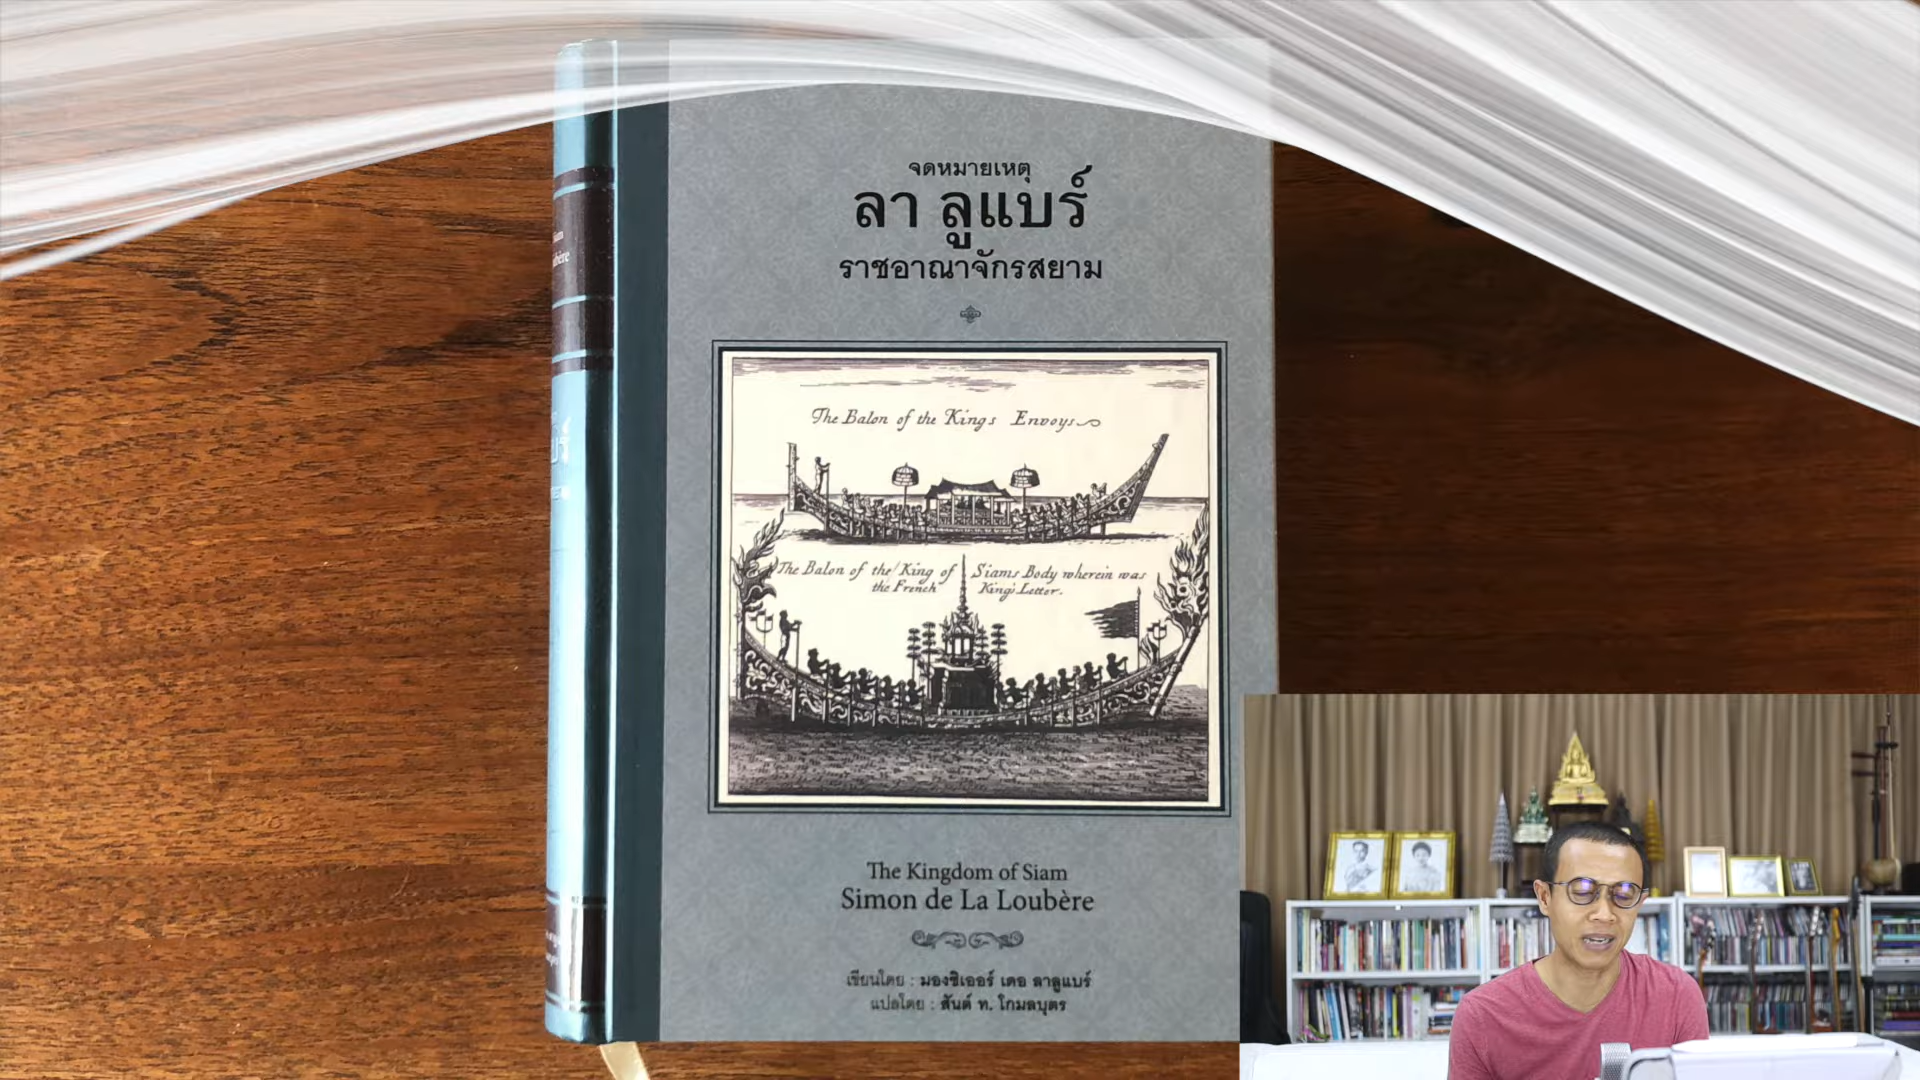 จดหมายเหตุ
ลา ลูแบร์
ราชอาณาจักรสยาม
The Balon of the Kings Envoys
The Balon of the King of Siams Body wherein was
the French King's Letter.
The Kingdom of Siam
Simon de La Loubère
เขียนโดย : มองซิเออร์ เดอ ลาลูแบร์
แปลโดย : สันต์ ท. โกมลบุตร